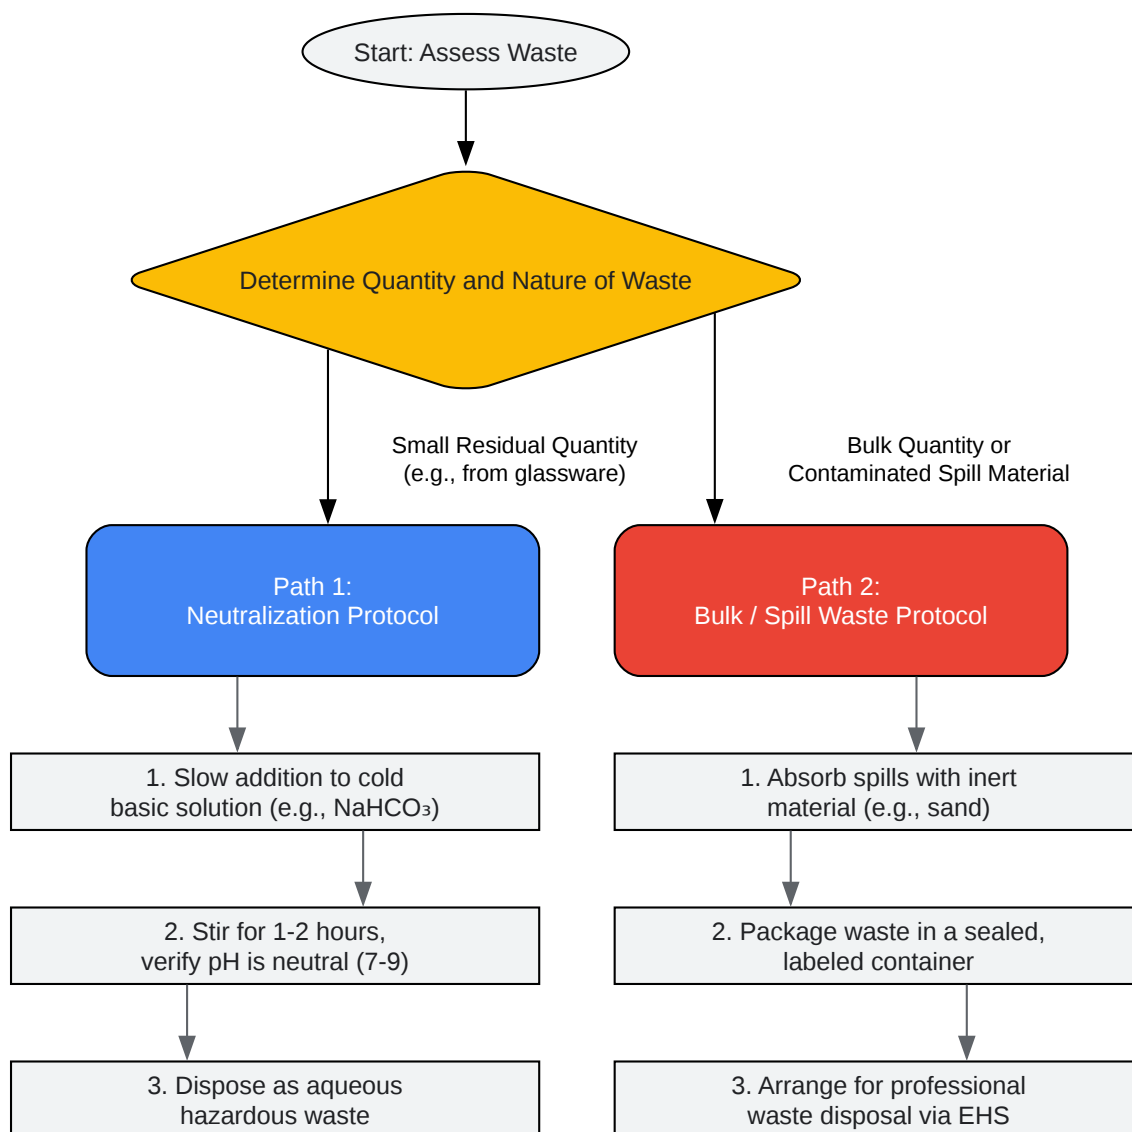 Start: Assess Waste
Determine Quantity and Nature of Waste
Small Residual Quantity
(e.g., from glassware)
Bulk Quantity or
Contaminated Spill Material
Path 1:
Neutralization Protocol
Path 2:
Bulk / Spill Waste Protocol
1. Slow addition to cold
basic solution (e.g., NaHCO₃)
1. Absorb spills with inert
material (e.g., sand)
2. Stir for 1-2 hours,
verify pH is neutral (7-9)
2. Package waste in a sealed,
labeled container
3. Dispose as aqueous
hazardous waste
3. Arrange for professional
waste disposal via EHS